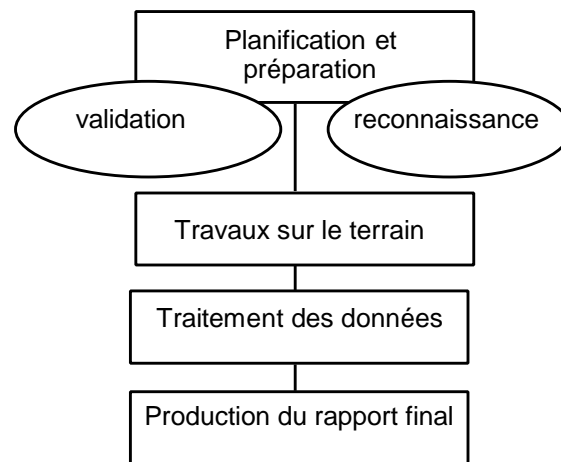 Planification et
préparation
validation
reconnaissance
Travaux sur le terrain
Traitement des données
Production du rapport final